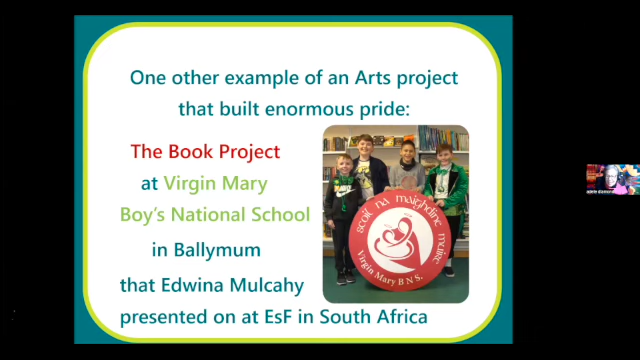 One other example of an Arts project
that built enormous pride:
The Book Project
at Virgin Mary
Boy's National School
in Ballymum
that Edwina Mulcahy
presented on at EsF in South Africa
scoil na maighdine muire
Virgin Mary B N S.